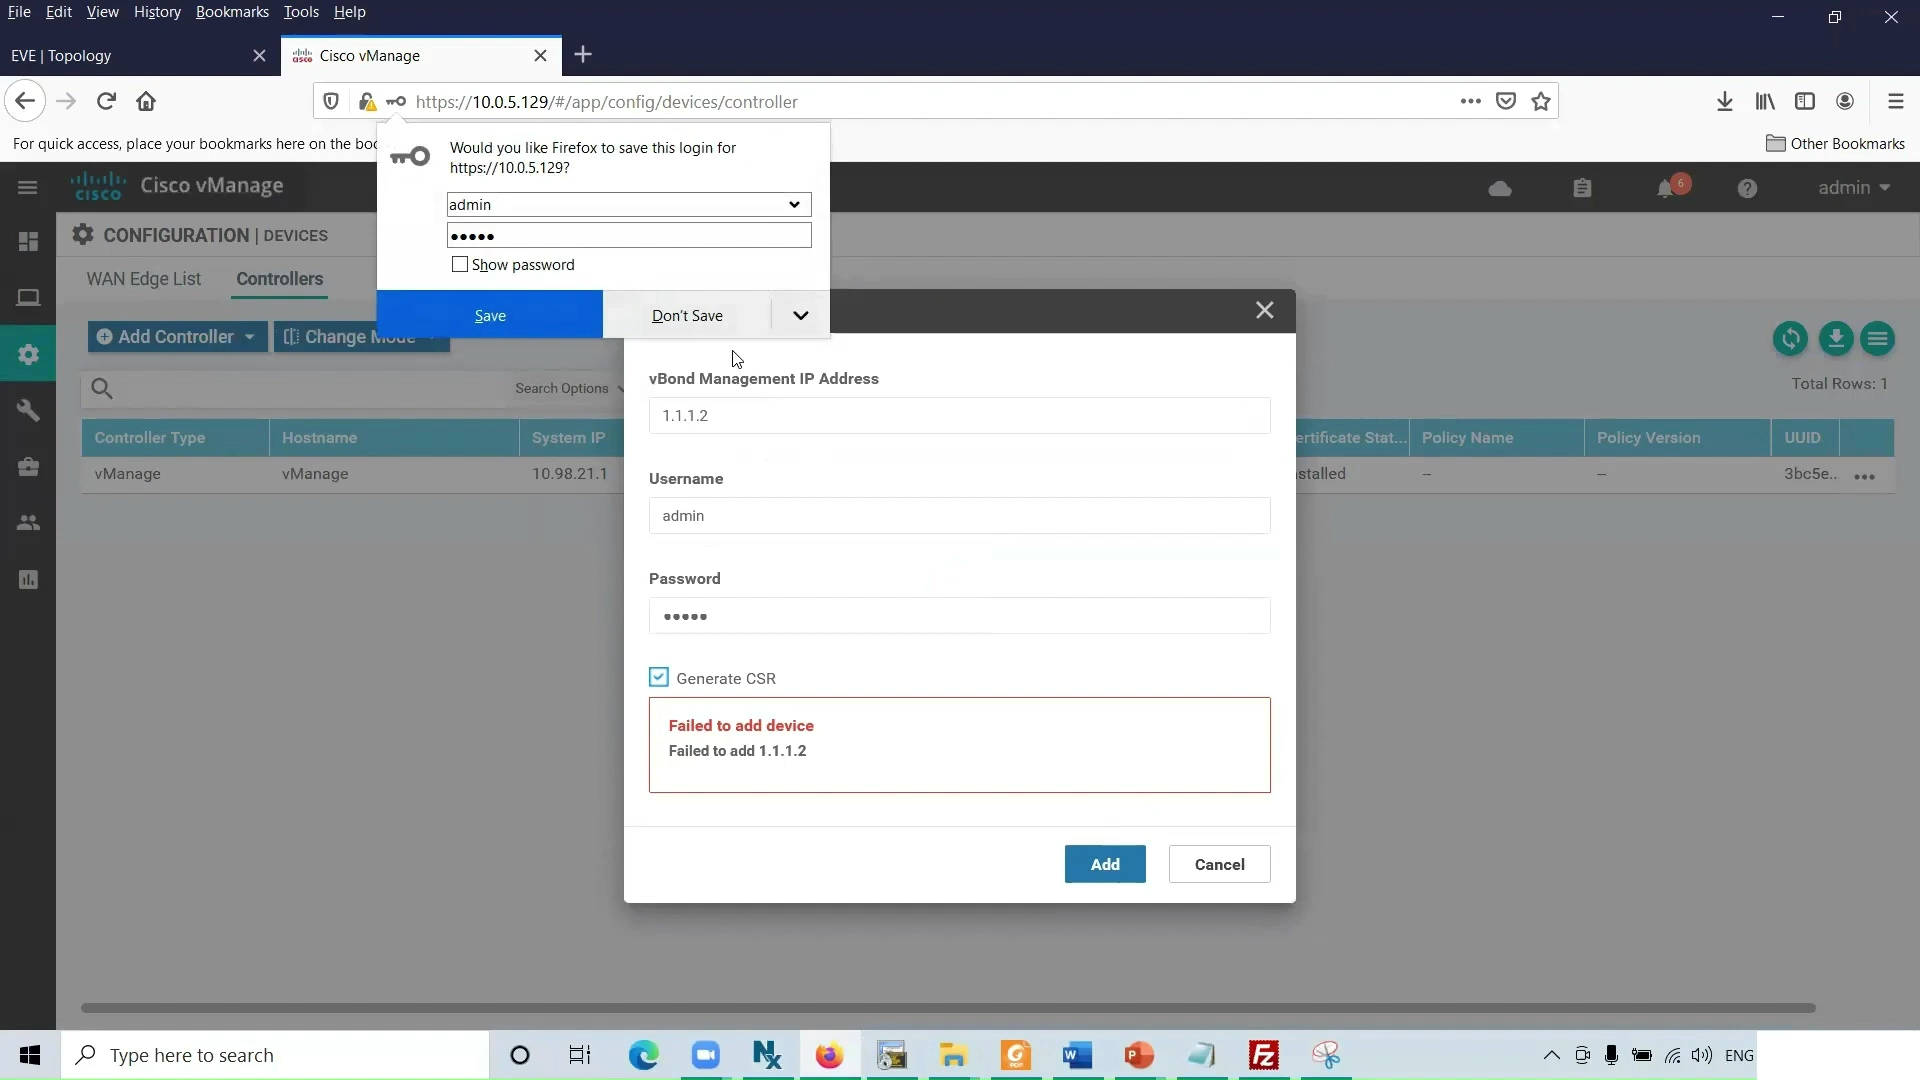 File Edit View History Bookmarks Tools Help
EVE | Topology
Cisco vManage
https://10.0.5.129/#/app/config/devices/controller
For quick access, place your bookmarks here on the boo
Other Bookmarks
Would you like Firefox to save this login for
https://10.0.5.129?
admin
•••••
Show password
Save
Don't Save
cisco Cisco vManage
6
admin
CONFIGURATION | DEVICES
WAN Edge List Controllers
Add Controller
Change Mode
Search Options
Total Rows: 1
Controller Type Hostname System IP ertificate Stat... Policy Name Policy Version UUID
vManage vManage 10.98.21.1 stalled -- -- 3bc5e..
vBond Management IP Address
1.1.1.2
Username
admin
Password
•••••
Generate CSR
Failed to add device
Failed to add 1.1.1.2
Add
Cancel
Type here to search
ENG